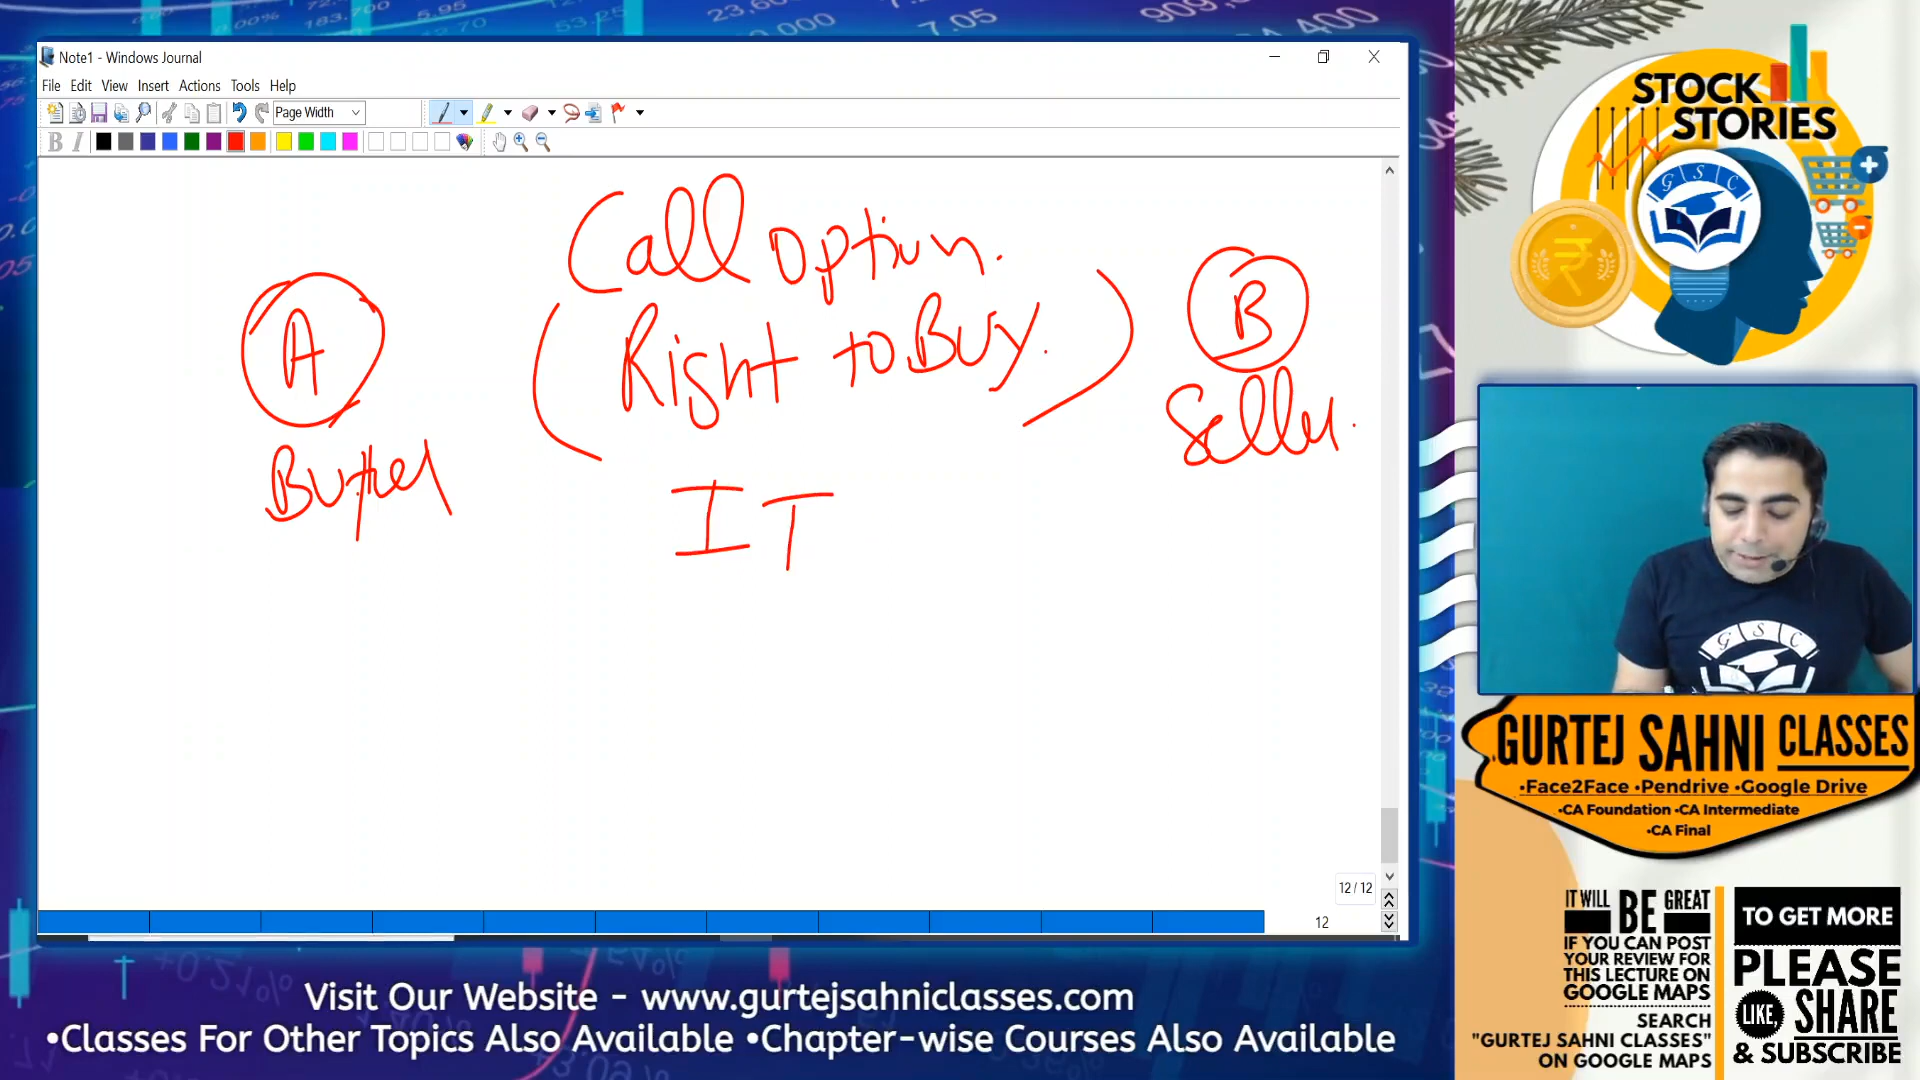 Note1 - Windows Journal
File Edit View Insert Actions Tools Help
Page Width
B I
Call Option.
(Right to Buy.)
A
Buyer
B
Seller.
I T
12 / 12
12
STOCK
STORIES
G S C
G S C
GURTEJ SAHNI CLASSES
•Face2Face •Pendrive •Google Drive
•CA Foundation •CA Intermediate
•CA Final
IT WILL BE GREAT
IF YOU CAN POST
YOUR REVIEW FOR
THIS LECTURE ON
GOOGLE MAPS
SEARCH
"GURTEJ SAHNI CLASSES"
ON GOOGLE MAPS
TO GET MORE
PLEASE
LIKE, SHARE
& SUBSCRIBE
Visit Our Website - www.gurtejsahniclasses.com
•Classes For Other Topics Also Available •Chapter-wise Courses Also Available